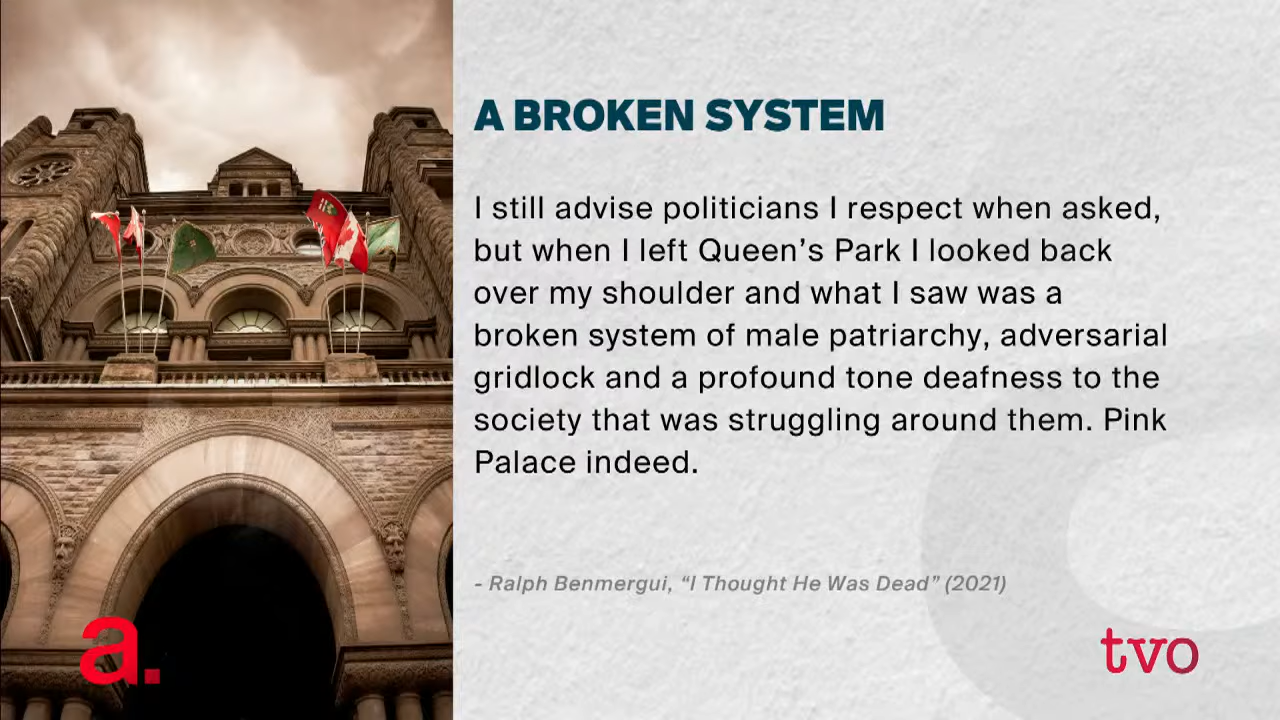 A BROKEN SYSTEM
I still advise politicians I respect when asked,
but when I left Queen’s Park I looked back
over my shoulder and what I saw was a
broken system of male patriarchy, adversarial
gridlock and a profound tone deafness to the
society that was struggling around them. Pink
Palace indeed.
- Ralph Benmergui, “I Thought He Was Dead” (2021)
a.
tvo